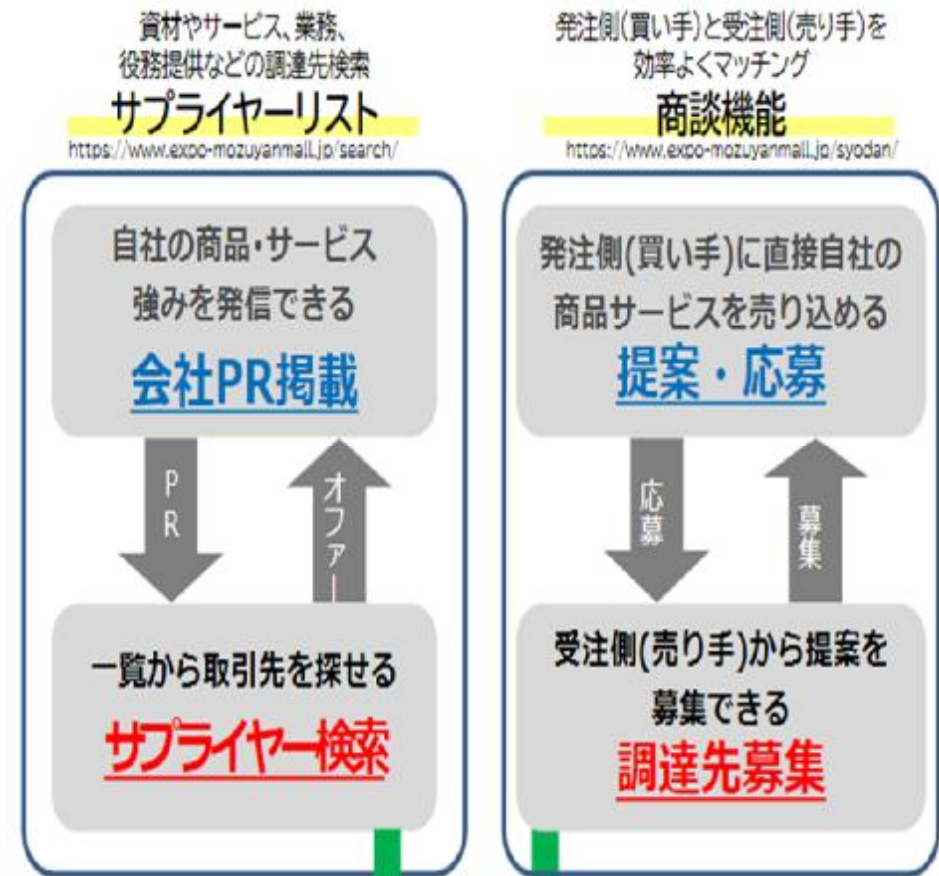 資材やサービス、業務、
役務提供などの調達先検索
サプライヤーリスト
https://www.expo-mozuyanmall.jp/search/
自社の商品・サービス
強みを発信できる
会社PR掲載
PR
オファー
一覧から取引先を探せる
サプライヤー検索
発注側(買い手)と受注側(売り手)を
効率よくマッチング
商談機能
https://www.expo-mozuyanmall.jp/syodan/
発注側(買い手)に直接自社の
商品サービスを売り込める
提案・応募
応募
募集
受注側(売り手)から提案を
募集できる
調達先募集